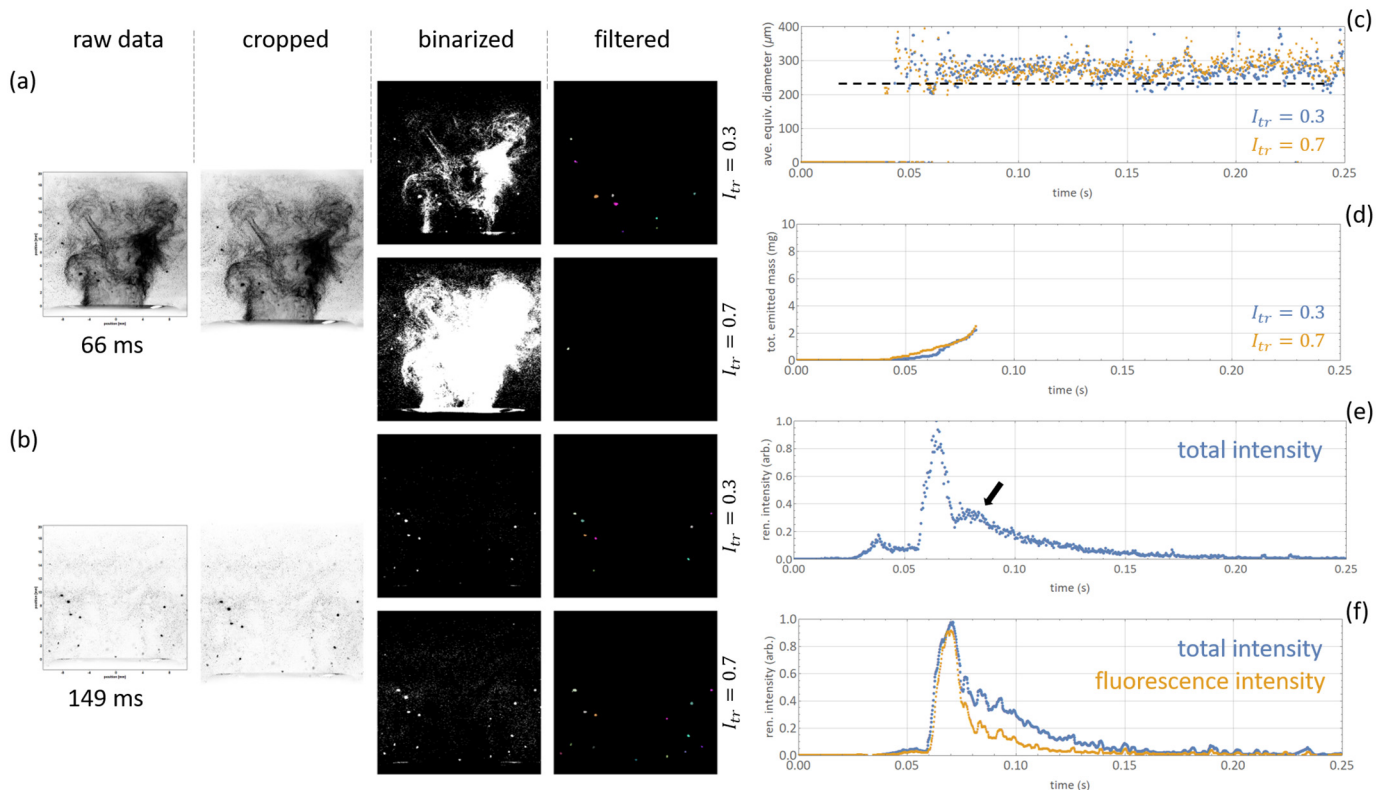 raw data
cropped
binarized
filtered
(a)
66 ms
I_tr = 0.3
I_tr = 0.7
(b)
149 ms
I_tr = 0.3
I_tr = 0.7
position [mm]
position [mm]
(c)
ave. equiv. diameter (μm)
400
300
200
100
0
0.00 0.05 0.10 0.15 0.20 0.25
time (s)
I_tr = 0.3
I_tr = 0.7
(d)
tot. emitted mass (mg)
10
8
6
4
2
0
0.00 0.05 0.10 0.15 0.20 0.25
time (s)
I_tr = 0.3
I_tr = 0.7
(e)
ren. intensity (arb.)
1.0
0.8
0.6
0.4
0.2
0.0
0.00 0.05 0.10 0.15 0.20 0.25
time (s)
total intensity
(f)
ren. intensity (arb.)
1.0
0.8
0.6
0.4
0.2
0.0
0.00 0.05 0.10 0.15 0.20 0.25
time (s)
total intensity
fluorescence intensity